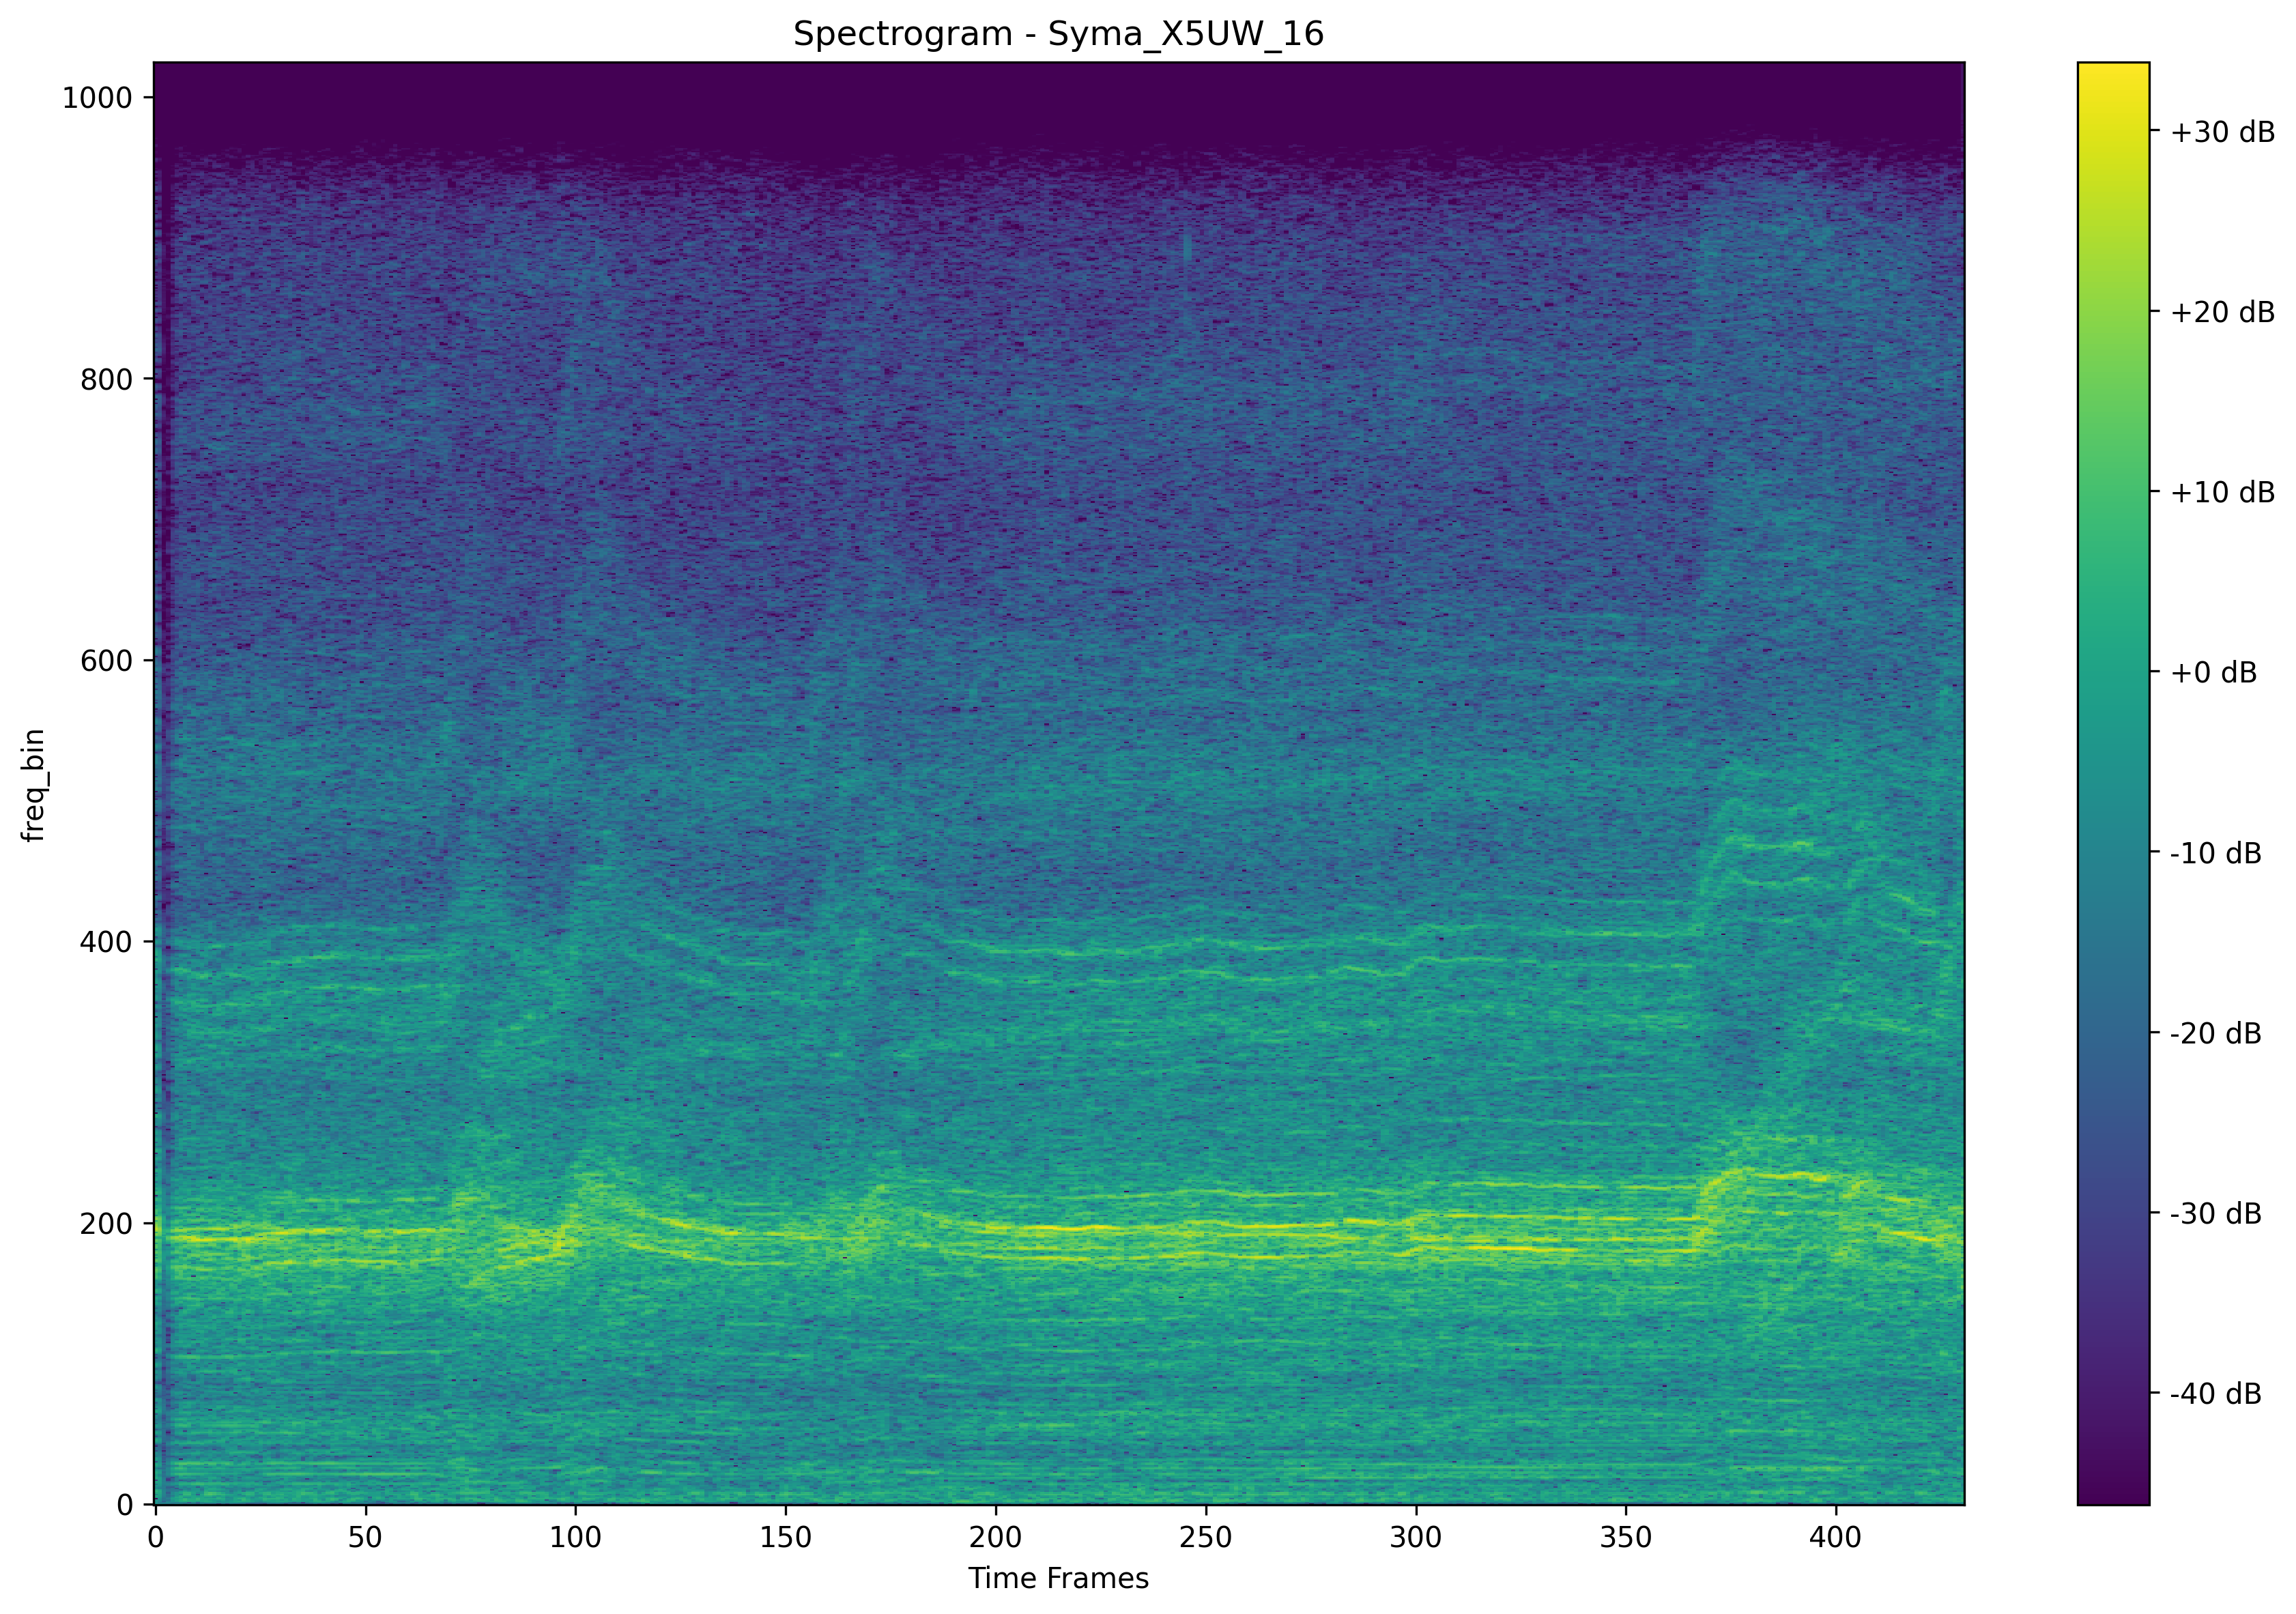 Spectrogram - Syma_X5UW_16
1000
800
600
400
200
0
freq_bin
0 50 100 150 200 250 300 350 400
Time Frames
+30 dB
+20 dB
+10 dB
+0 dB
-10 dB
-20 dB
-30 dB
-40 dB